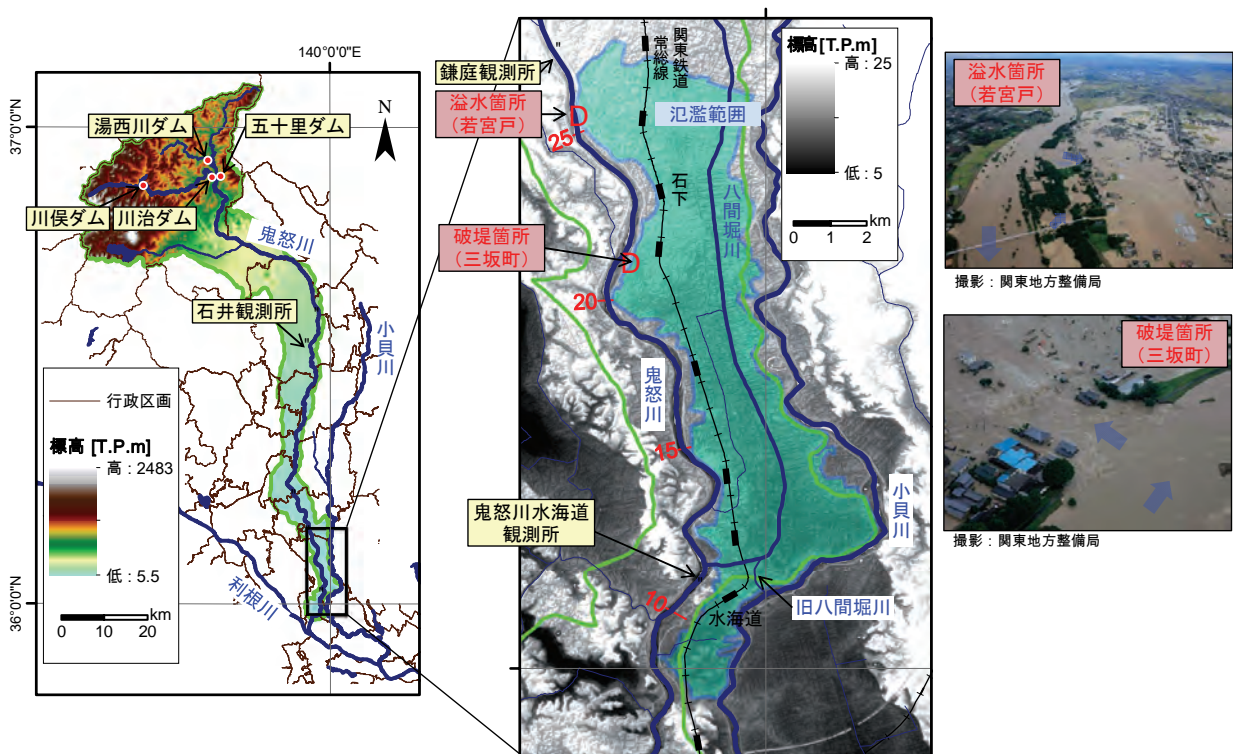 140°0'0"E
37°0'0"N
36°0'0"N
N
湯西川ダム
五十里ダム
川俣ダム
川治ダム
鬼怒川
石井観測所
"
小貝川
利根川
行政区画
標高 [T.P.m]
高 : 2483
低 : 5.5
km
0 10 20
鎌庭観測所
"
溢水箇所
(若宮戸)
D
25
破堤箇所
(三坂町)
D
20
鬼怒川
15
鬼怒川水海道
観測所
10
関東鉄道
常総線
氾濫範囲
石下
八間堀川
小貝川
旧八間堀川
水海道
標高 [T.P.m]
高 : 25
低 : 5
km
0 1 2
溢水箇所
(若宮戸)
撮影:関東地方整備局
破堤箇所
(三坂町)
撮影:関東地方整備局